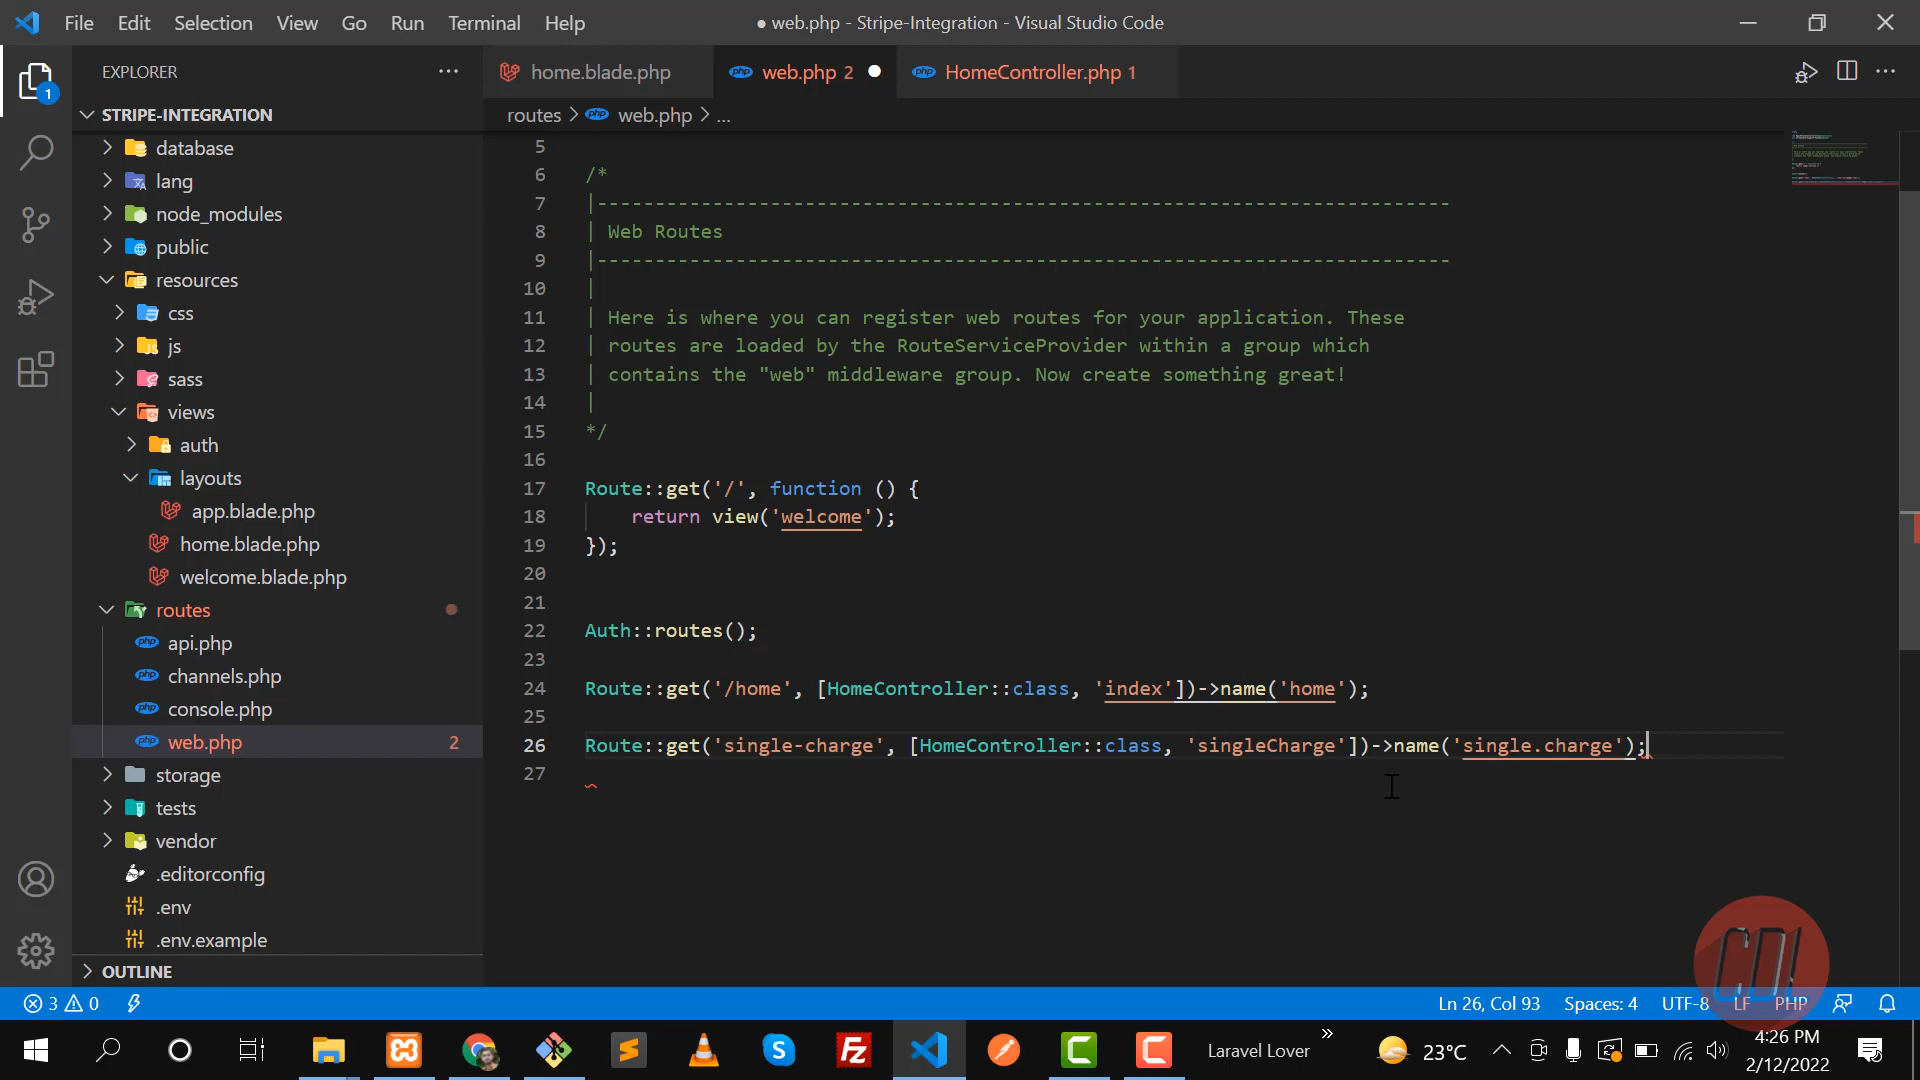 File Edit Selection View Go Run Terminal Help
● web.php - Stripe-Integration - Visual Studio Code
1
EXPLORER
STRIPE-INTEGRATION
database
lang
node_modules
public
resources
css
js
sass
views
auth
layouts
app.blade.php
home.blade.php
welcome.blade.php
routes
api.php
channels.php
console.php
web.php 2
storage
tests
vendor
.editorconfig
.env
.env.example
OUTLINE
home.blade.php
php web.php 2
php HomeController.php 1
routes > php web.php > ...
5
6 /*
7 |--------------------------------------------------------------------------
8 | Web Routes
9 |--------------------------------------------------------------------------
10 |
11 | Here is where you can register web routes for your application. These
12 | routes are loaded by the RouteServiceProvider within a group which
13 | contains the "web" middleware group. Now create something great!
14 |
15 */
16
17 Route::get('/', function () {
18 return view('welcome');
19 });
20
21
22 Auth::routes();
23
24 Route::get('/home', [HomeController::class, 'index'])->name('home');
25
26 Route::get('single-charge', [HomeController::class, 'singleCharge'])->name('single.charge');
27
3 0
Ln 26, Col 93 Spaces: 4 UTF-8 LF PHP
CDI
Laravel Lover
23°C
4:26 PM
2/12/2022